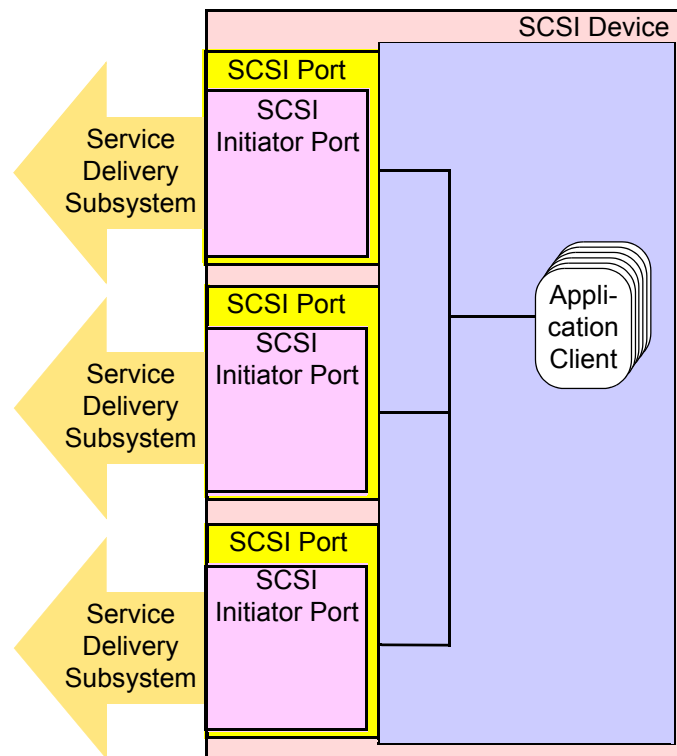 SCSI Device
SCSI Port
SCSI
Initiator Port
Service
Delivery
Subsystem
SCSI Port
SCSI
Initiator Port
Service
Delivery
Subsystem
Appli-
cation
Client
SCSI Port
SCSI
Initiator Port
Service
Delivery
Subsystem